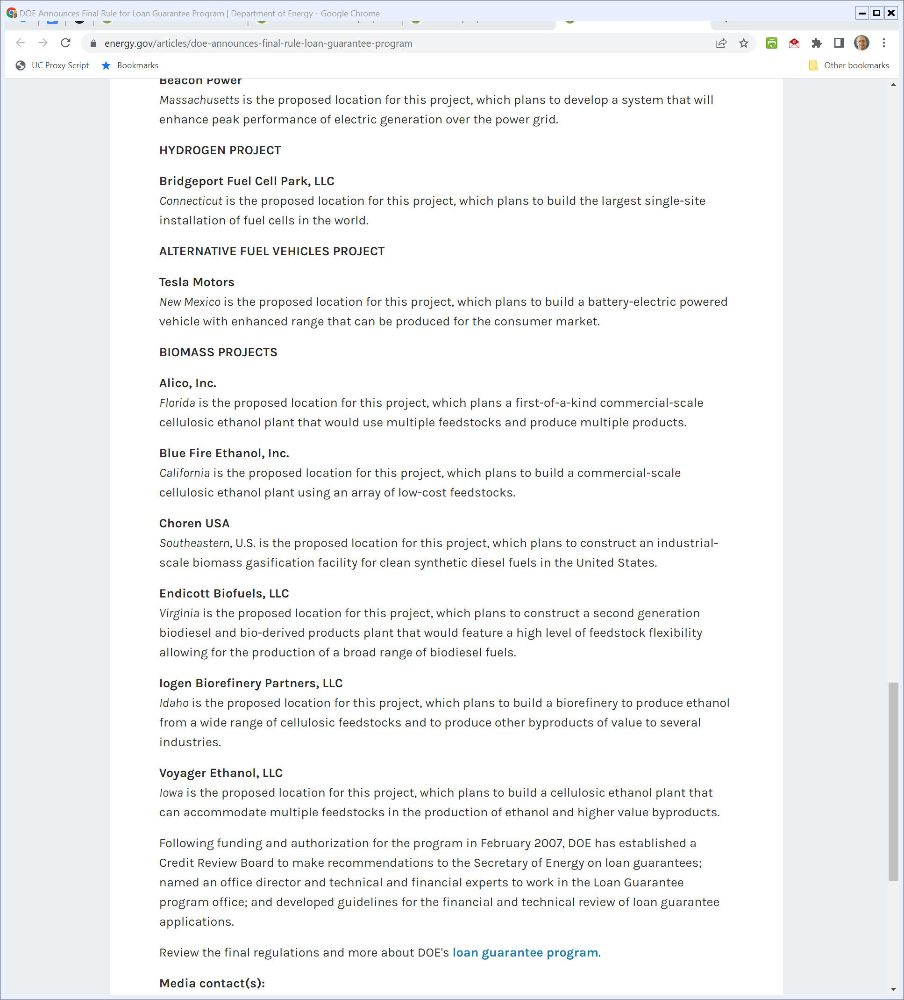 DOE Announces Final Rule for Loan Guarantee Program | Department of Energy - Google Chrome
energy.gov/articles/doe-announces-final-rule-loan-guarantee-program
UC Proxy Script
Bookmarks
Other bookmarks
Beacon Power
Massachusetts is the proposed location for this project, which plans to develop a system that will
enhance peak performance of electric generation over the power grid.
HYDROGEN PROJECT
Bridgeport Fuel Cell Park, LLC
Connecticut is the proposed location for this project, which plans to build the largest single-site
installation of fuel cells in the world.
ALTERNATIVE FUEL VEHICLES PROJECT
Tesla Motors
New Mexico is the proposed location for this project, which plans to build a battery-electric powered
vehicle with enhanced range that can be produced for the consumer market.
BIOMASS PROJECTS
Alico, Inc.
Florida is the proposed location for this project, which plans a first-of-a-kind commercial-scale
cellulosic ethanol plant that would use multiple feedstocks and produce multiple products.
Blue Fire Ethanol, Inc.
California is the proposed location for this project, which plans to build a commercial-scale
cellulosic ethanol plant using an array of low-cost feedstocks.
Choren USA
Southeastern, U.S. is the proposed location for this project, which plans to construct an industrial-
scale biomass gasification facility for clean synthetic diesel fuels in the United States.
Endicott Biofuels, LLC
Virginia is the proposed location for this project, which plans to construct a second generation
biodiesel and bio-derived products plant that would feature a high level of feedstock flexibility
allowing for the production of a broad range of biodiesel fuels.
Iogen Biorefinery Partners, LLC
Idaho is the proposed location for this project, which plans to build a biorefinery to produce ethanol
from a wide range of cellulosic feedstocks and to produce other byproducts of value to several
industries.
Voyager Ethanol, LLC
Iowa is the proposed location for this project, which plans to build a cellulosic ethanol plant that
can accommodate multiple feedstocks in the production of ethanol and higher value byproducts.
Following funding and authorization for the program in February 2007, DOE has established a
Credit Review Board to make recommendations to the Secretary of Energy on loan guarantees;
named an office director and technical and financial experts to work in the Loan Guarantee
program office; and developed guidelines for the financial and technical review of loan guarantee
applications.
Review the final regulations and more about DOE's loan guarantee program.
Media contact(s):